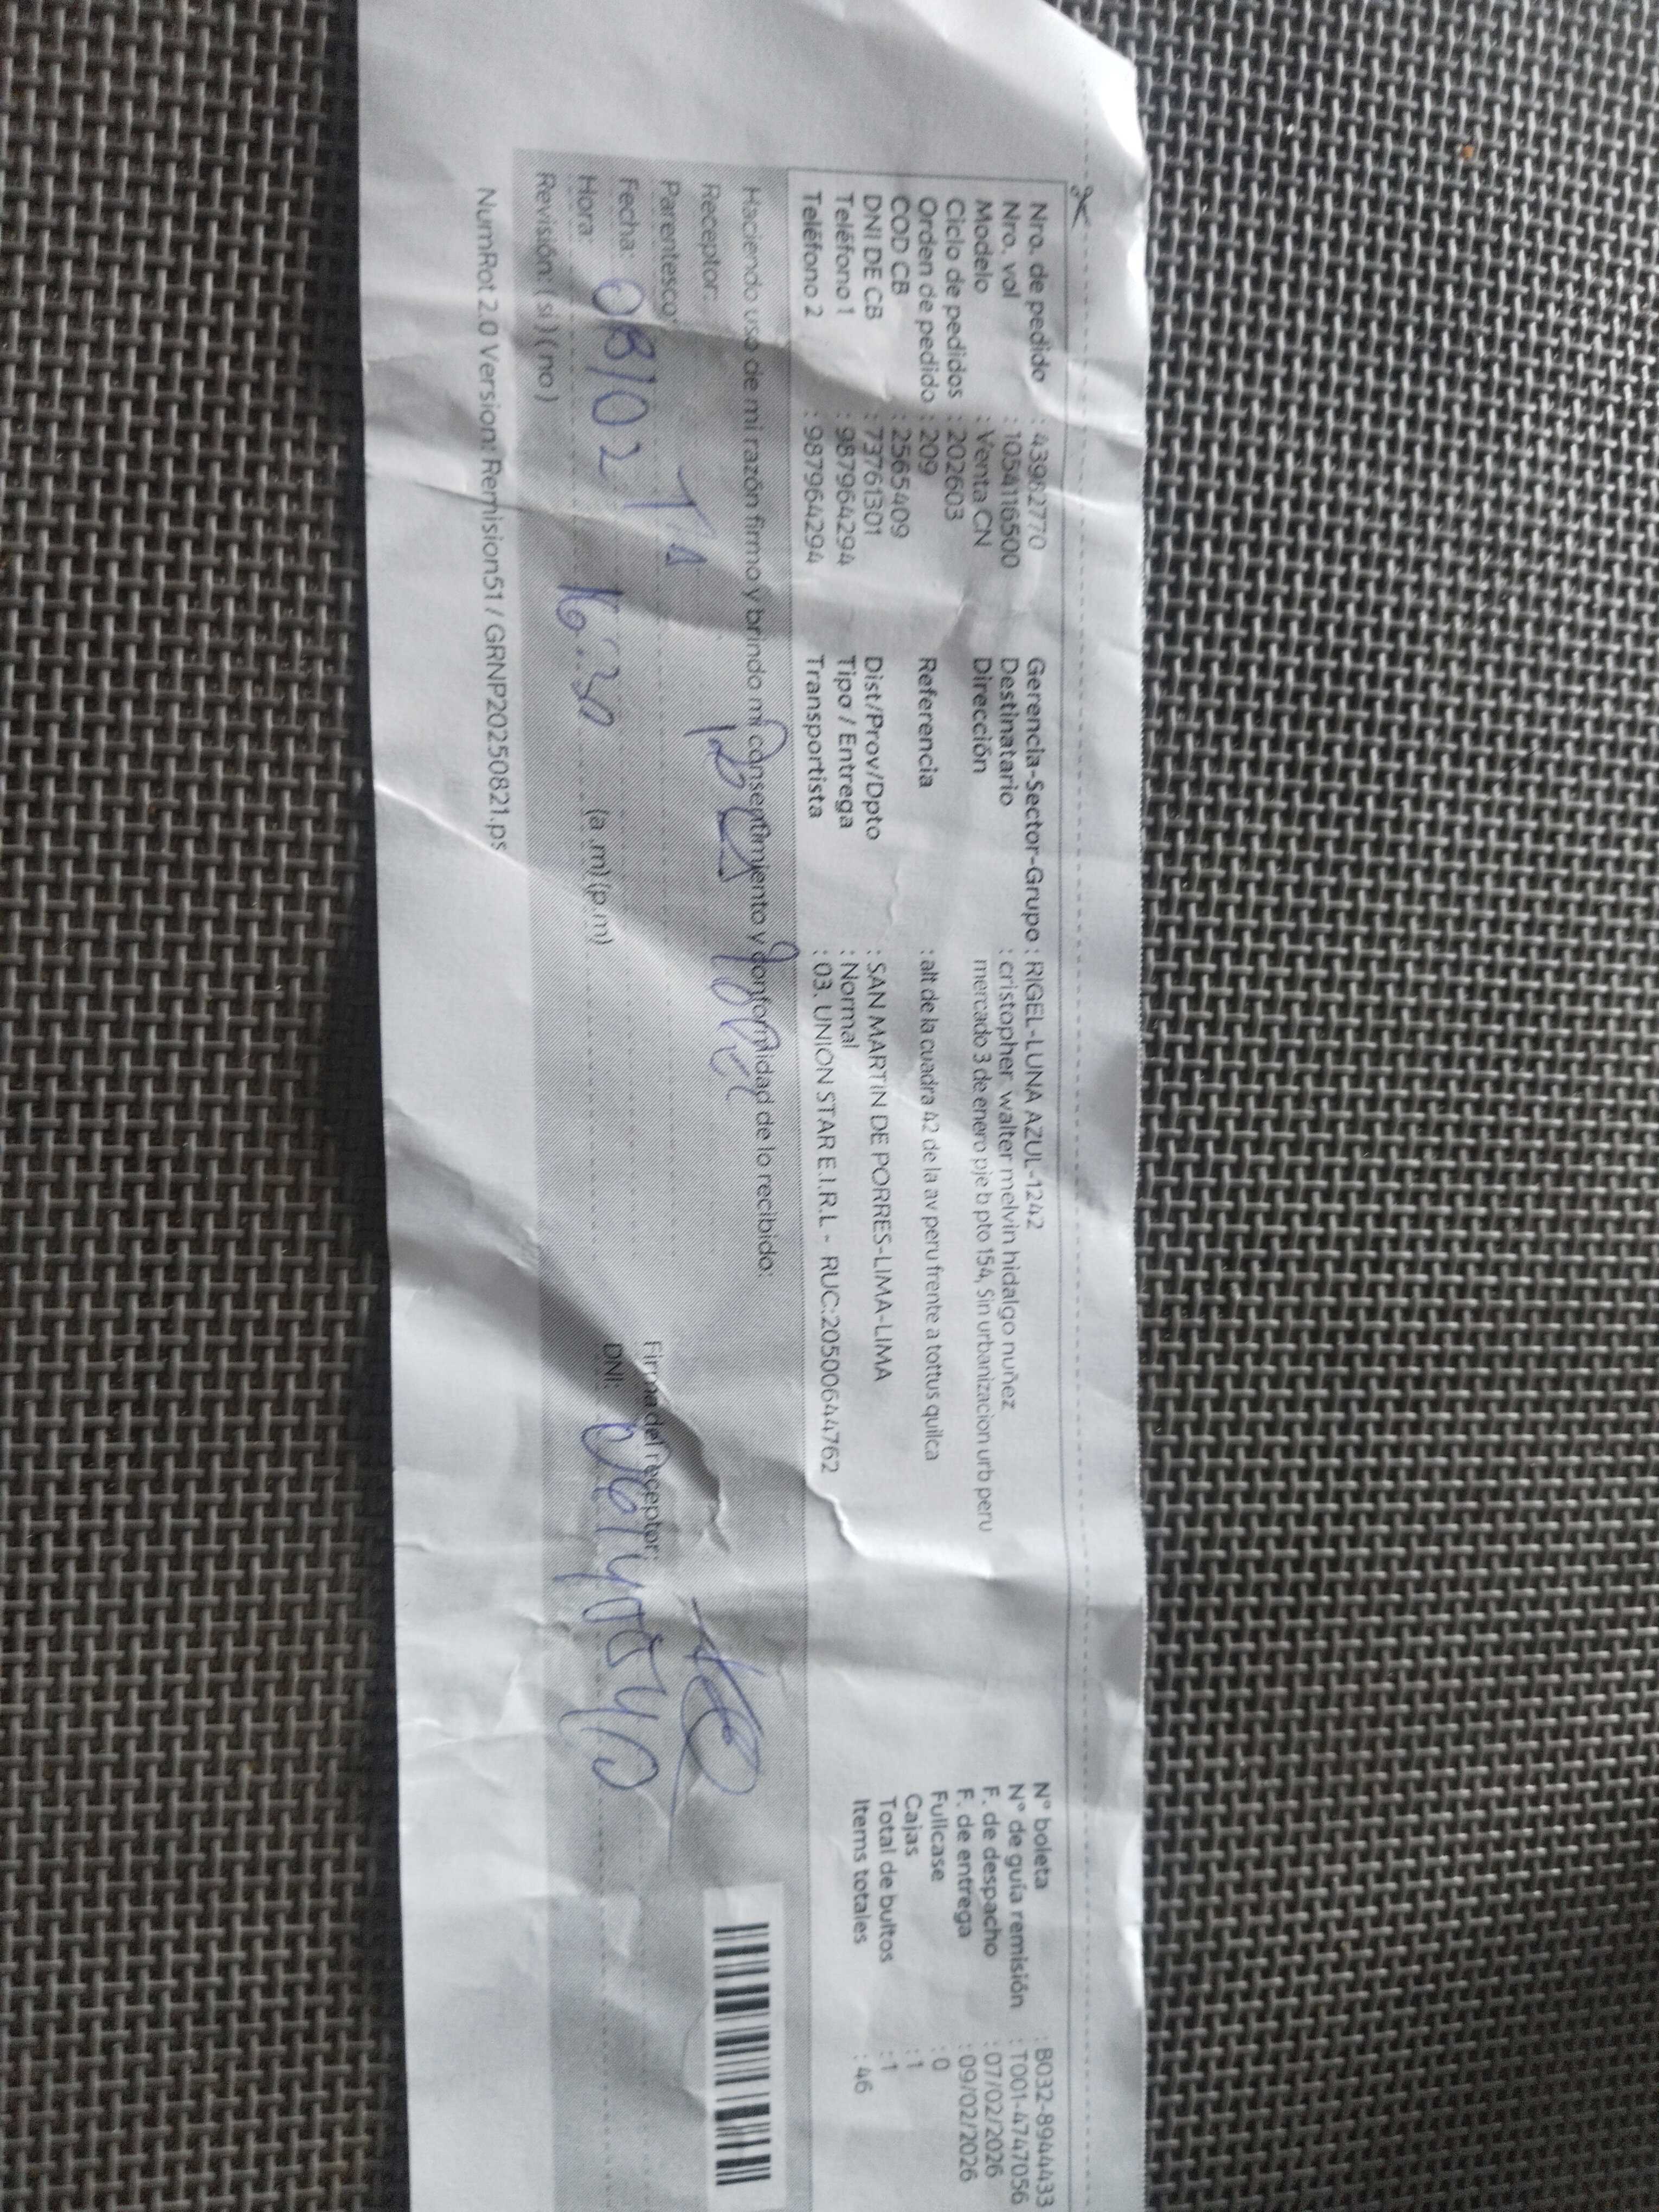 Nro. de pedido : 43982770
Nro. vol : 1054116500
Modelo : Venta CN
Ciclo de pedidos : 202603
Orden de pedido : 209
COD CB : 2565409
DNI DE CB : 73761301
Teléfono 1 : 987964294
Teléfono 2 : 987964294
Gerencia-Sector-Grupo : RIGEL-LUNA AZUL-1242
Destinatario : cristopher walter melvin hidalgo nuñez
Dirección mercado 3 de enero pje b pto 154, Sin urbanizacion urb peru
Referencia : alt de la cuadra 42 de la av peru frente a tottus quilca
Dist/Prov/Dpto : SAN MARTIN DE PORRES-LIMA-LIMA
Tipo / Entrega : Normal
Transportista : 03. UNION STAR E.I.R.L - RUC:20500644762
N° boleta : B032-8944433
N° de guía remisión : T001-4747056
F. de despacho : 07/02/2026
F. de entrega : 09/02/2026
Fullcase : 0
Cajas : 1
Total de bultos : 1
Items totales : 46
Haciendo uso de mi razón firmo y brindo mi consentimiento y conformidad de lo recibido:
Receptor:
Parentesco:
Fecha: 08/02
Hora: 16:30 (a.m) (p.m)
Revisión: ( si ) ( no )
Firma del receptor:
DNI:
NumRot 2.0 Version: Remision51 / GRNP20250821.ps